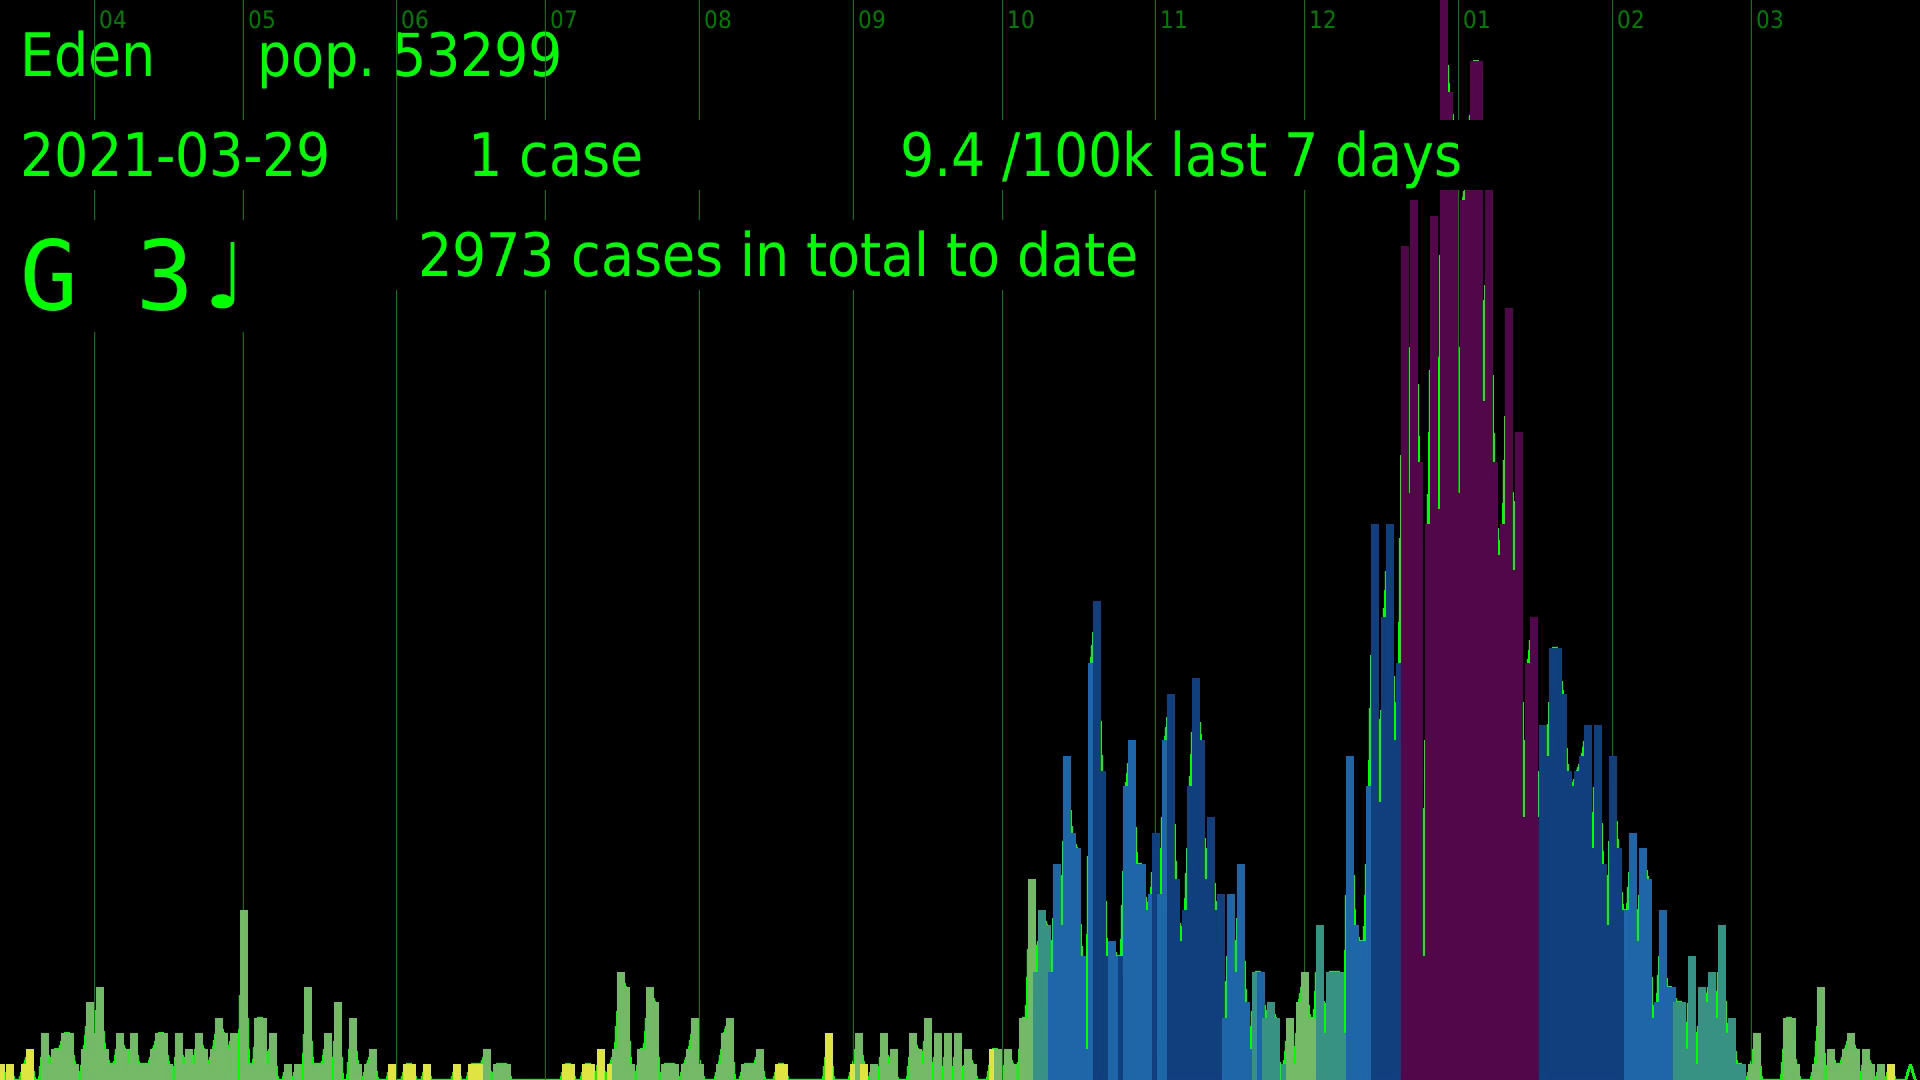 04 05 06 07 08 09 10 11 12 01 02 03
Eden pop. 53299
2021-03-29 1 case 9.4 /100k last 7 days
G 3♩ 2973 cases in total to date